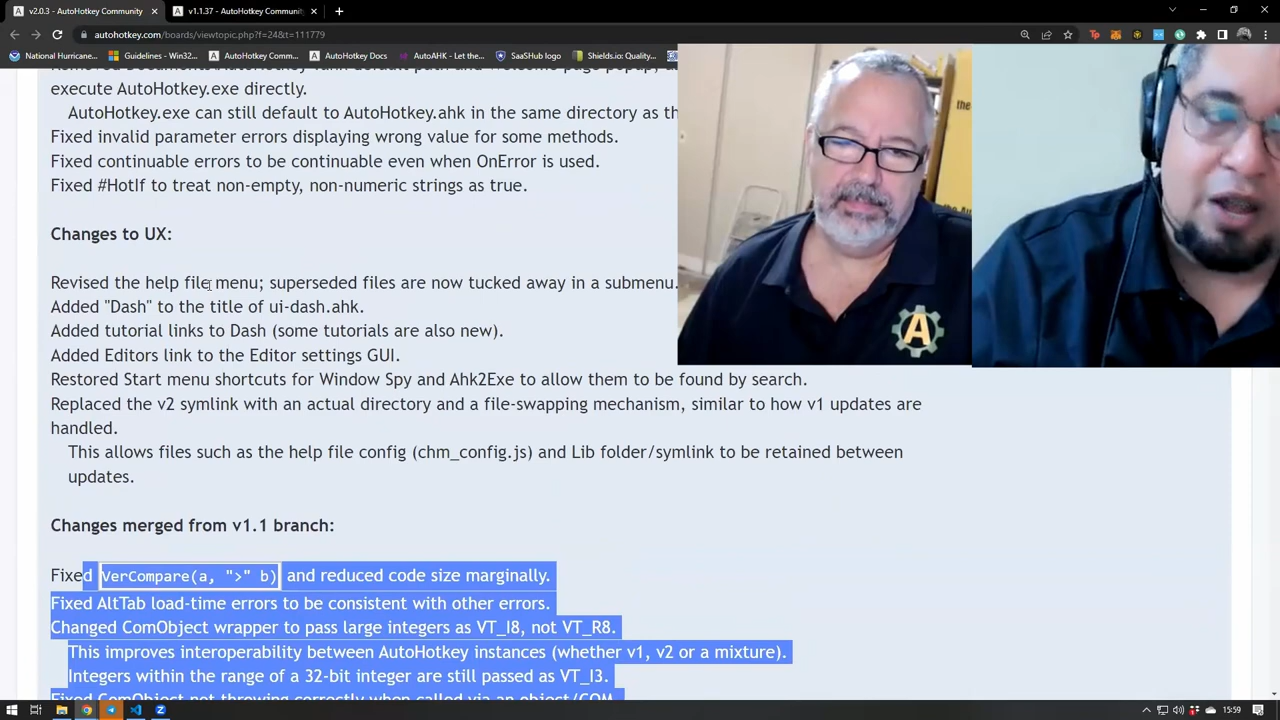 v2.0.3 - AutoHotkey Community
v1.1.37 - AutoHotkey Community
autohotkey.com/boards/viewtopic.php?f=24&t=111779
National Hurricane...
Guidelines - Win32...
AutoHotkey Commu...
AutoHotkey Docs
AutoAHK - Let the...
SaaSHub logo
Shields.io: Quality...
execute AutoHotkey.exe directly.
AutoHotkey.exe can still default to AutoHotkey.ahk in the same directory as th
Fixed invalid parameter errors displaying wrong value for some methods.
Fixed continuable errors to be continuable even when OnError is used.
Fixed #HotIf to treat non-empty, non-numeric strings as true.
Changes to UX:
Revised the help file menu; superseded files are now tucked away in a submenu.
Added "Dash" to the title of ui-dash.ahk.
Added tutorial links to Dash (some tutorials are also new).
Added Editors link to the Editor settings GUI.
Restored Start menu shortcuts for Window Spy and Ahk2Exe to allow them to be found by search.
Replaced the v2 symlink with an actual directory and a file-swapping mechanism, similar to how v1 updates are
handled.
This allows files such as the help file config (chm_config.js) and Lib folder/symlink to be retained between
updates.
Changes merged from v1.1 branch:
Fixed VerCompare(a, ">" b) and reduced code size marginally.
Fixed AltTab load-time errors to be consistent with other errors.
Changed ComObject wrapper to pass large integers as VT_I8, not VT_R8.
This improves interoperability between AutoHotkey instances (whether v1, v2 or a mixture).
Integers within the range of a 32-bit integer are still passed as VT_I3.
Fixed ComObject not throwing correctly when called via an object/COM
A
15:59